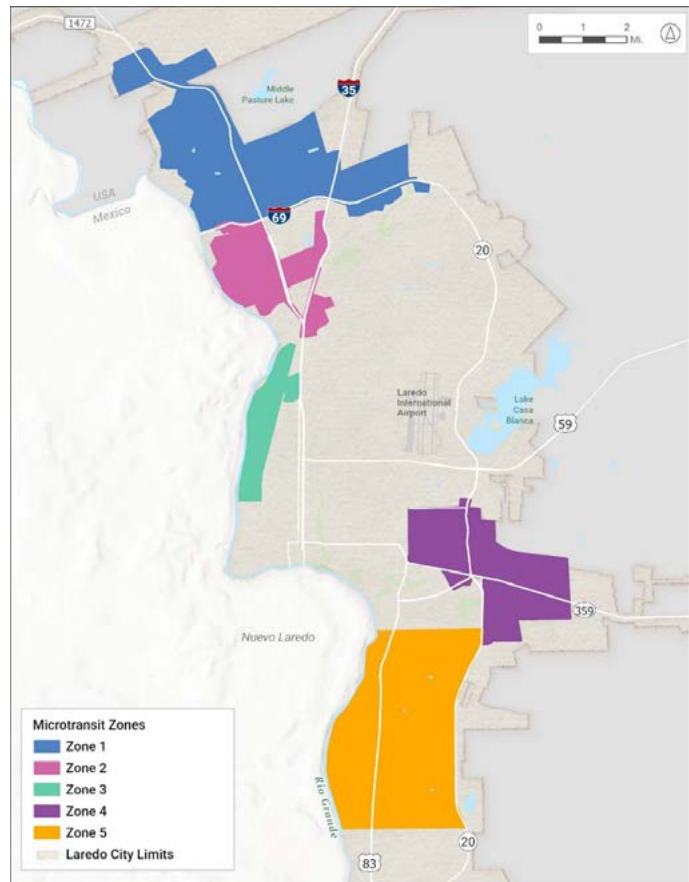 1472
0 1 2
Mi.
Middle
Pasture Lake
35
USA
Mexico
69
20
Laredo
International
Airport
Lake
Casa
Blanca
59
359
Nuevo Laredo
Rio Grande
20
83
Microtransit Zones
Zone 1
Zone 2
Zone 3
Zone 4
Zone 5
Laredo City Limits